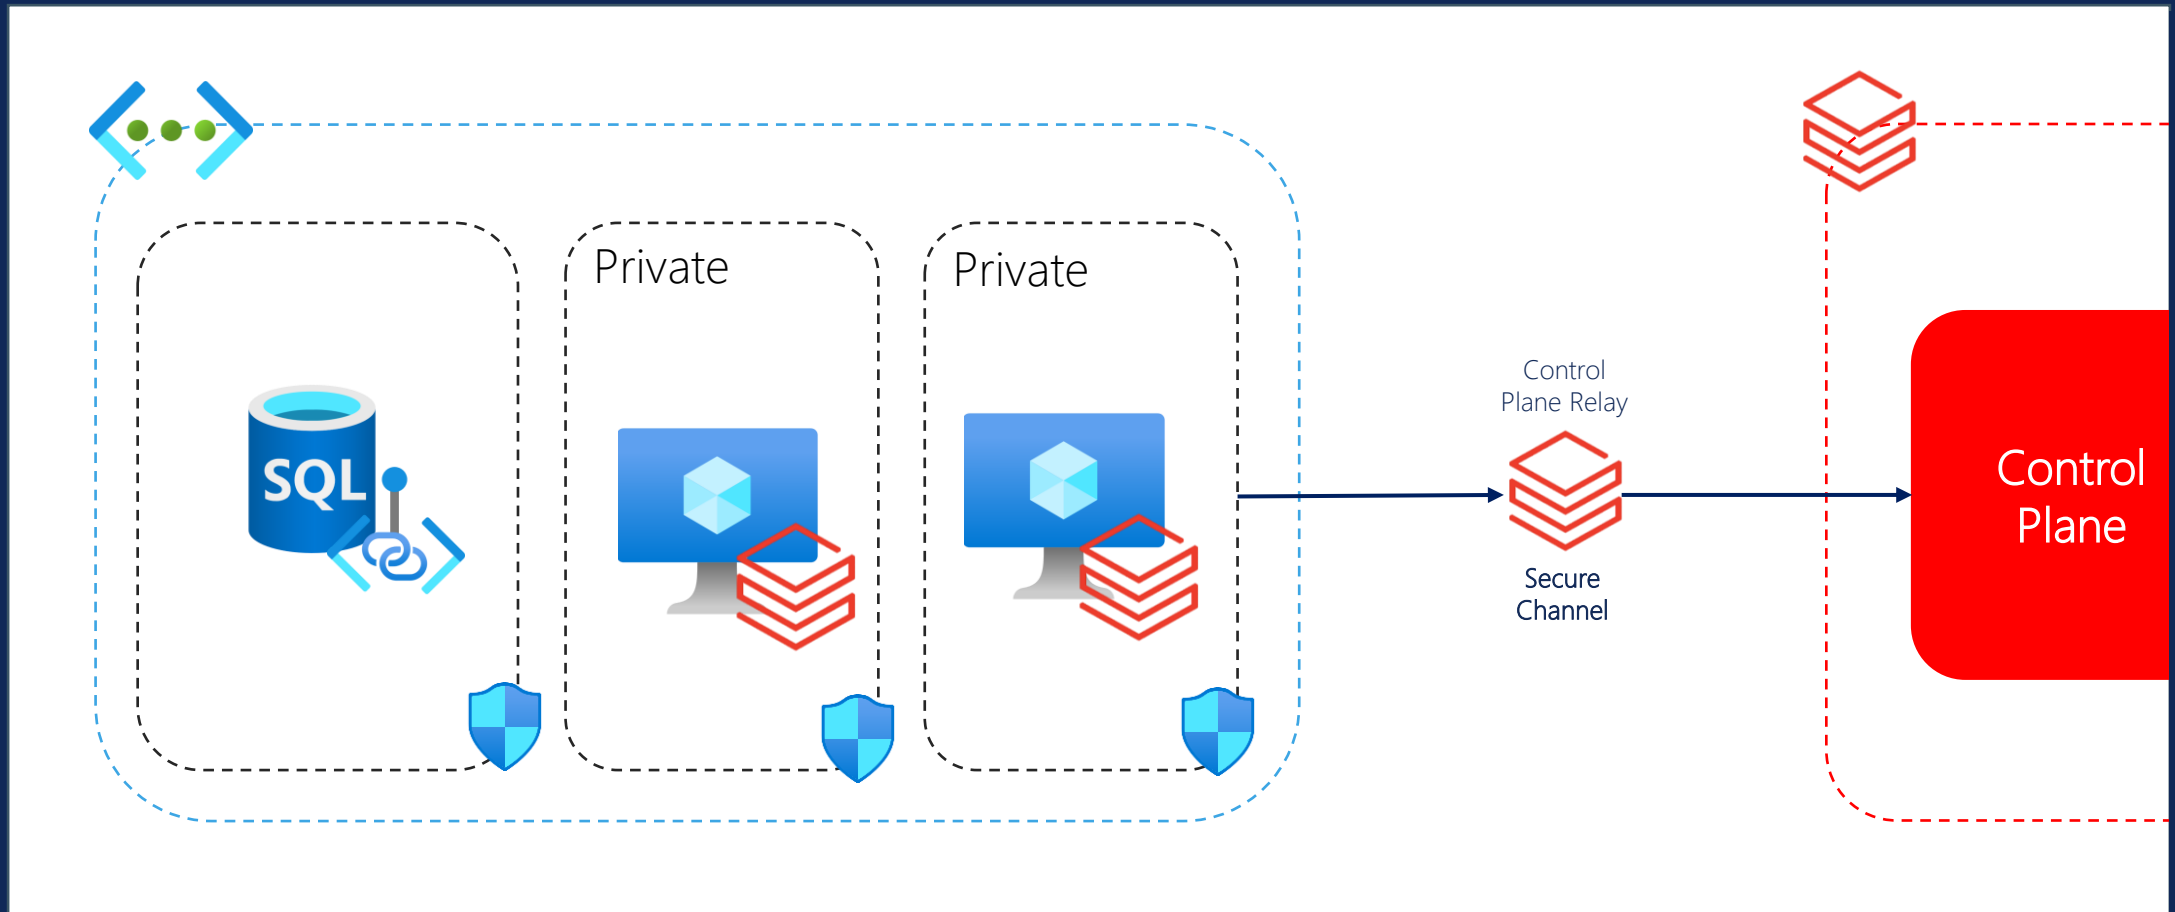 Private
Private
SQL
Control
Plane Relay
Secure
Channel
Control
Plane